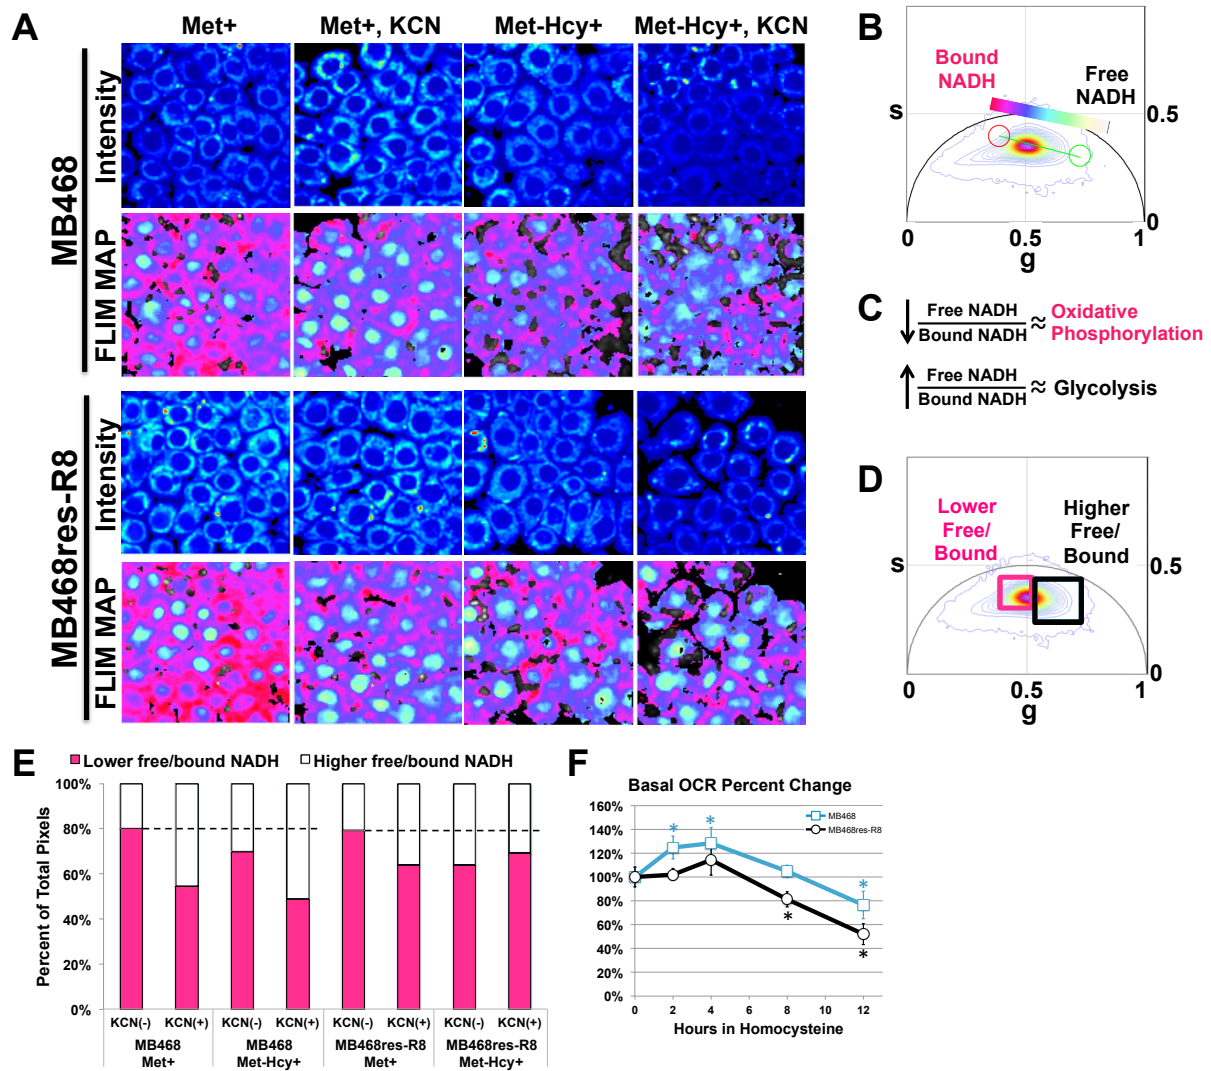 A
Met+
Met+, KCN
Met-Hcy+
Met-Hcy+, KCN
MB468
Intensity
FLIM MAP
MB468res-R8
Intensity
FLIM MAP
B
Bound
NADH
Free
NADH
s
0.5
0
0
0.5
1
g
C
Free NADH
Bound NADH
≈
Oxidative
Phosphorylation
Free NADH
Bound NADH
≈ Glycolysis
D
Lower
Free/
Bound
Higher
Free/
Bound
s
0.5
0
0
0.5
1
g
E
Lower free/bound NADH
Higher free/bound NADH
Percent of Total Pixels
100%
80%
60%
40%
20%
0%
KCN(-) KCN(+) KCN(-) KCN(+) KCN(-) KCN(+) KCN(-) KCN(+)
MB468 MB468 MB468res-R8 MB468res-R8
Met+ Met-Hcy+ Met+ Met-Hcy+
F
Basal OCR Percent Change
160%
140%
120%
100%
80%
60%
40%
20%
0%
MB468
MB468res-R8
*
*
*
*
*
0 2 4 6 8 10 12
Hours in Homocysteine